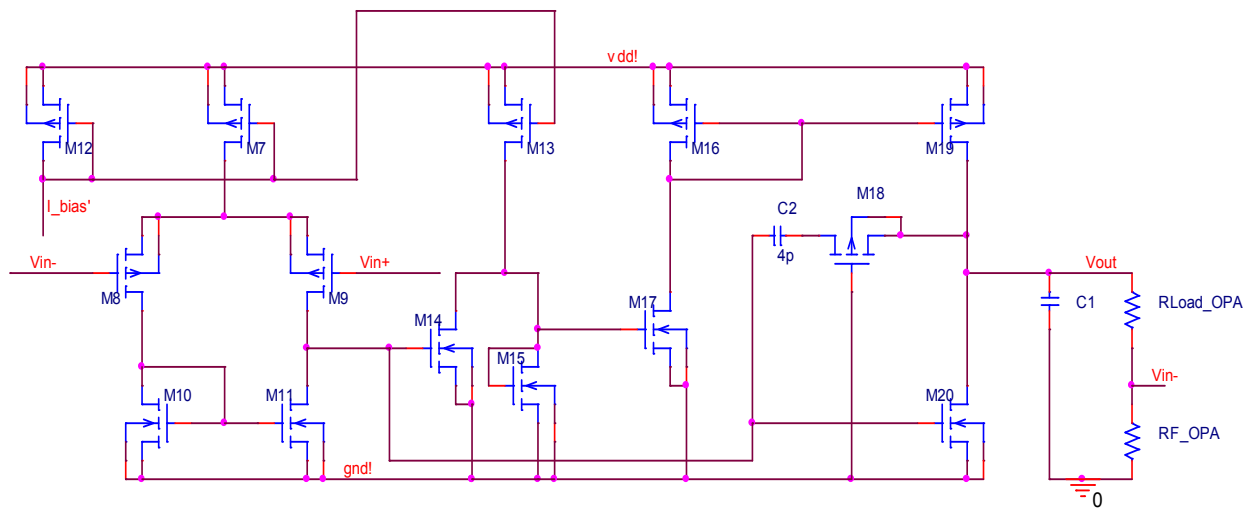 vdd!
M12
M7
M13
M16
M19
I_bias'
M18
C2
4p
Vin-
Vin+
Vout
M8
M9
M14
M17
C1
RLoad_OPA
M15
Vin-
M10
M11
M20
RF_OPA
gnd!
0